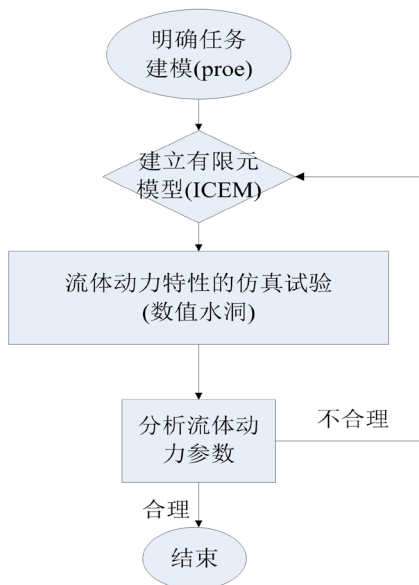 明确任务
建模(proe)
建立有限元
模型(ICEM)
流体动力特性的仿真试验
(数值水洞)
分析流体动
力参数
不合理
合理
结束